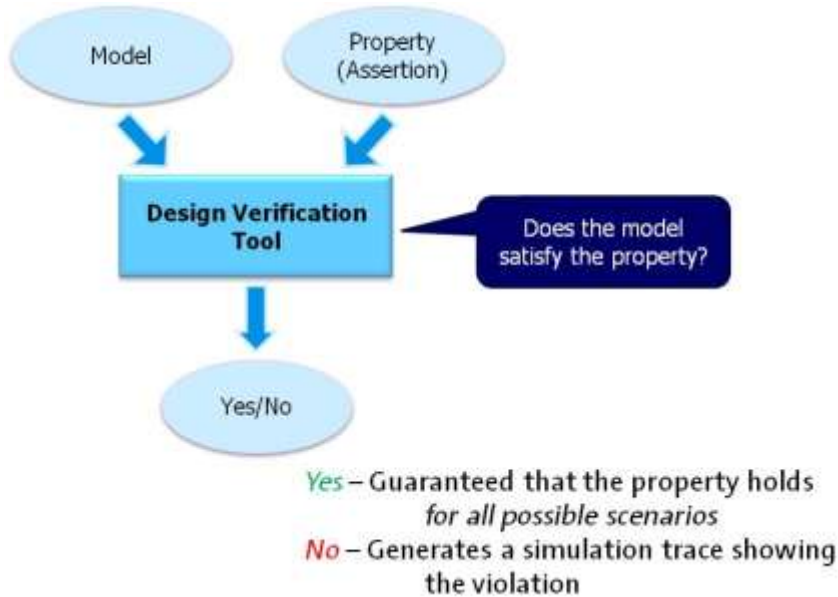 Model
Property
(Assertion)
Design Verification
Tool
Does the model
satisfy the property?
Yes/No
Yes – Guaranteed that the property holds
for all possible scenarios
No – Generates a simulation trace showing
the violation